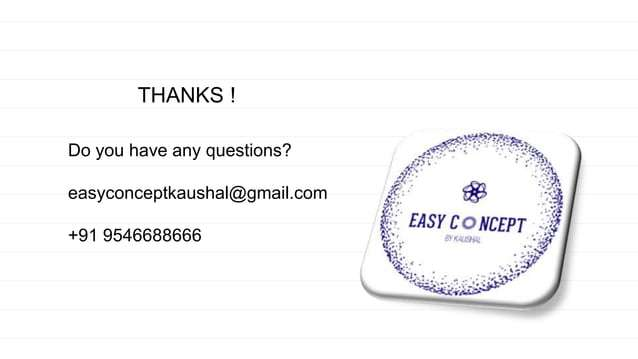 THANKS !
Do you have any questions?
easyconceptkaushal@gmail.com
+91 9546688666
EASY CONCEPT
BY KAUSHAL